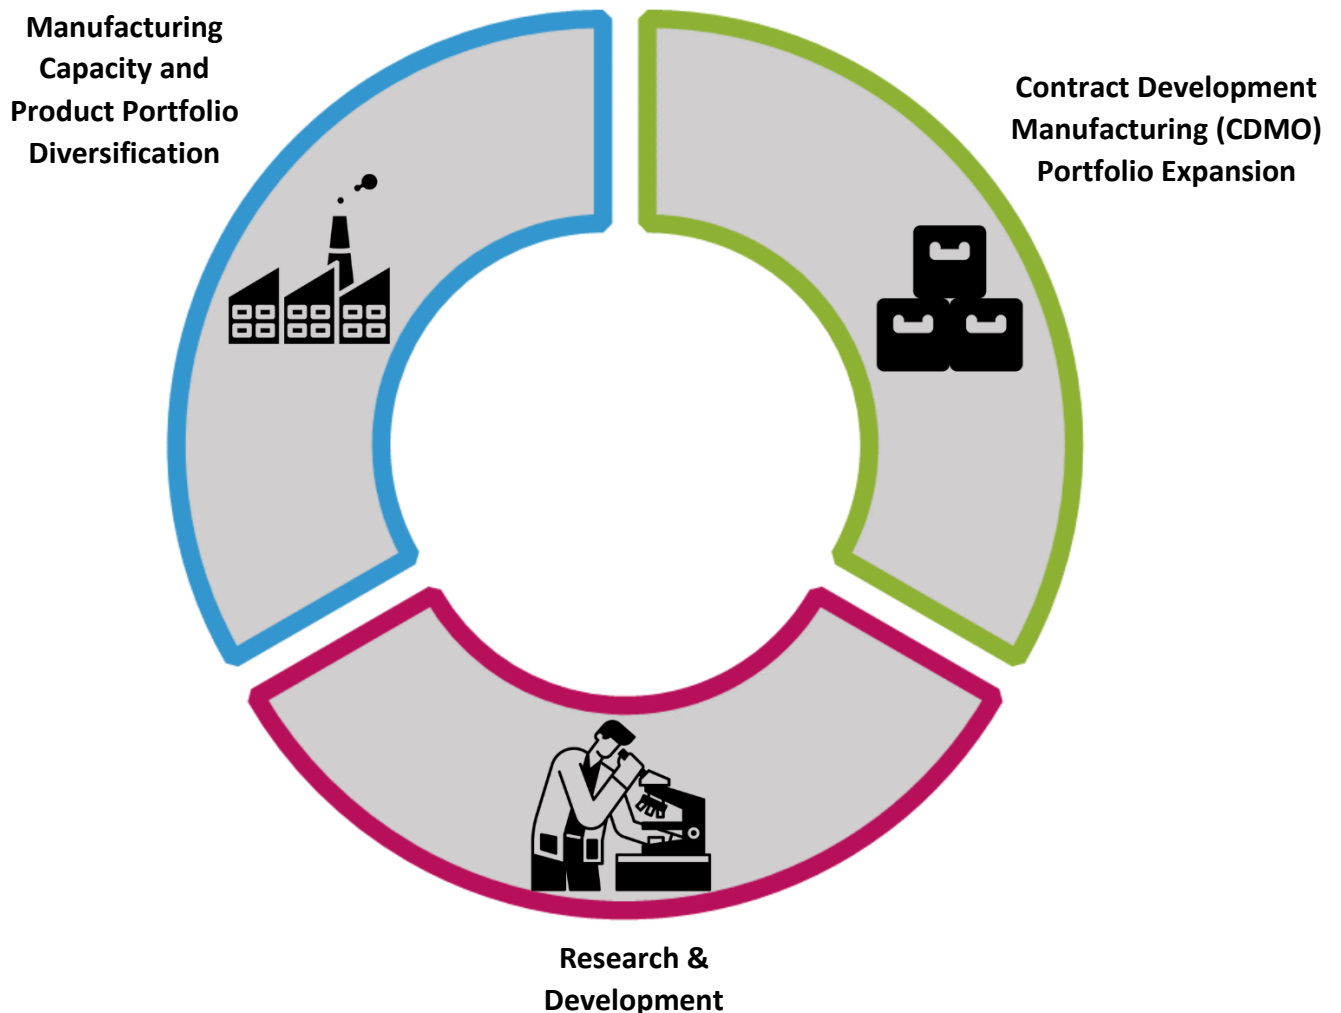 Manufacturing
Capacity and
Product Portfolio
Diversification
Contract Development
Manufacturing (CDMO)
Portfolio Expansion
Research &
Development